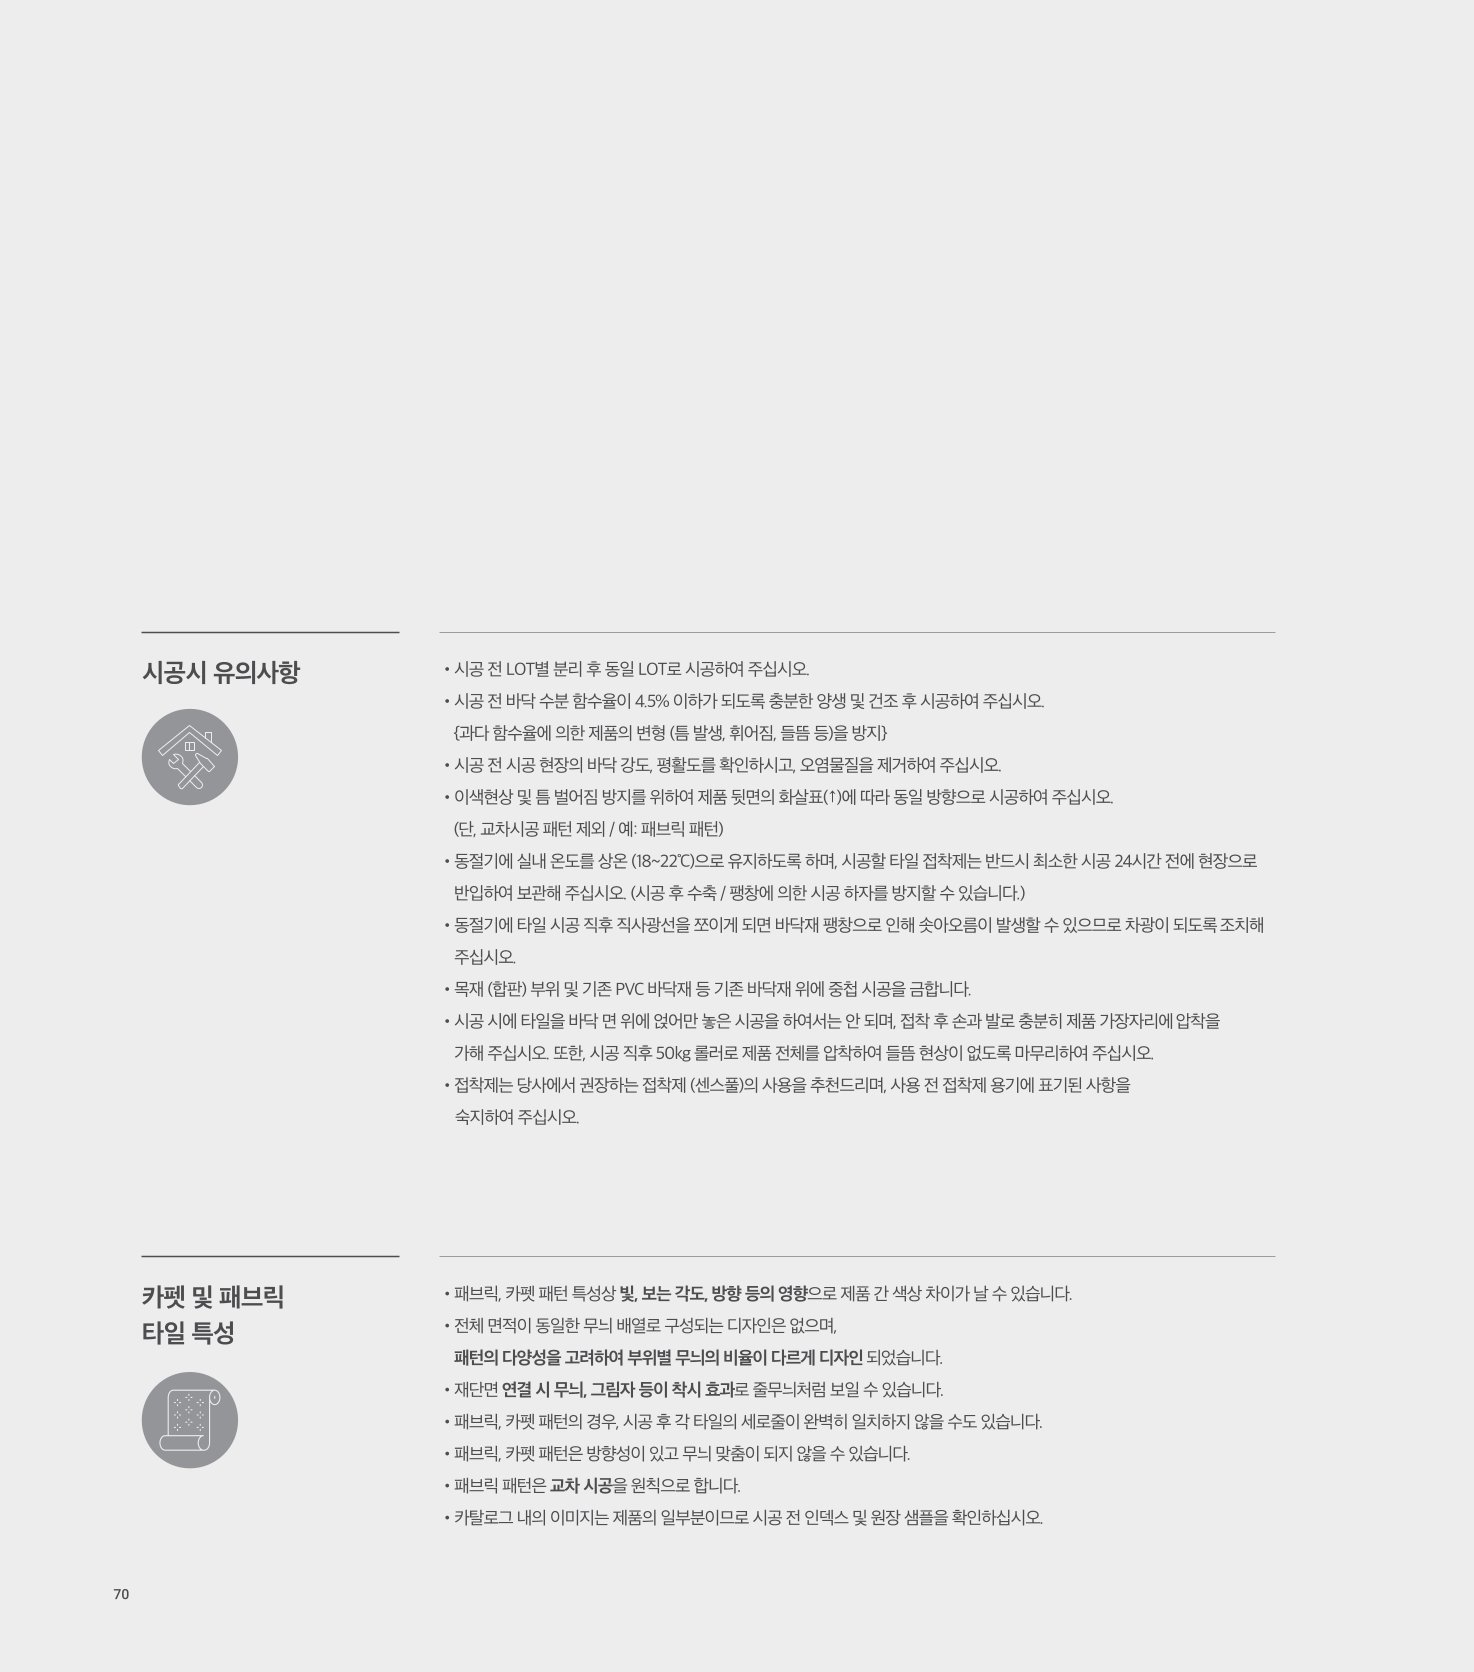 시공시 유의사항
• 시공 전 LOT별 분리 후 동일 LOT로 시공하여 주십시오.
• 시공 전 바닥 수분 함수율이 4.5% 이하가 되도록 충분한 양생 및 건조 후 시공하여 주십시오.
{과다 함수율에 의한 제품의 변형 (틈 발생, 휘어짐, 들뜸 등)을 방지}
• 시공 전 시공 현장의 바닥 강도, 평활도를 확인하시고, 오염물질을 제거하여 주십시오.
• 이색현상 및 틈 벌어짐 방지를 위하여 제품 뒷면의 화살표(↑)에 따라 동일 방향으로 시공하여 주십시오.
(단, 교차시공 패턴 제외 / 예: 패브릭 패턴)
• 동절기에 실내 온도를 상온 (18~22℃)으로 유지하도록 하며, 시공할 타일 접착제는 반드시 최소한 시공 24시간 전에 현장으로
반입하여 보관해 주십시오. (시공 후 수축 / 팽창에 의한 시공 하자를 방지할 수 있습니다.)
• 동절기에 타일 시공 직후 직사광선을 쪼이게 되면 바닥재 팽창으로 인해 솟아오름이 발생할 수 있으므로 차광이 되도록 조치해
주십시오.
• 목재 (합판) 부위 및 기존 PVC 바닥재 등 기존 바닥재 위에 중첩 시공을 금합니다.
• 시공 시에 타일을 바닥 면 위에 얹어만 놓은 시공을 하여서는 안 되며, 접착 후 손과 발로 충분히 제품 가장자리에 압착을
가해 주십시오. 또한, 시공 직후 50kg 롤러로 제품 전체를 압착하여 들뜸 현상이 없도록 마무리하여 주십시오.
• 접착제는 당사에서 권장하는 접착제 (센스풀)의 사용을 추천드리며, 사용 전 접착제 용기에 표기된 사항을
숙지하여 주십시오.
카펫 및 패브릭
타일 특성
• 패브릭, 카펫 패턴 특성상 빛, 보는 각도, 방향 등의 영향으로 제품 간 색상 차이가 날 수 있습니다.
• 전체 면적이 동일한 무늬 배열로 구성되는 디자인은 없으며,
패턴의 다양성을 고려하여 부위별 무늬의 비율이 다르게 디자인 되었습니다.
• 재단면 연결 시 무늬, 그림자 등이 착시 효과로 줄무늬처럼 보일 수 있습니다.
• 패브릭, 카펫 패턴의 경우, 시공 후 각 타일의 세로줄이 완벽히 일치하지 않을 수도 있습니다.
• 패브릭, 카펫 패턴은 방향성이 있고 무늬 맞춤이 되지 않을 수 있습니다.
• 패브릭 패턴은 교차 시공을 원칙으로 합니다.
• 카탈로그 내의 이미지는 제품의 일부분이므로 시공 전 인덱스 및 원장 샘플을 확인하십시오.
70